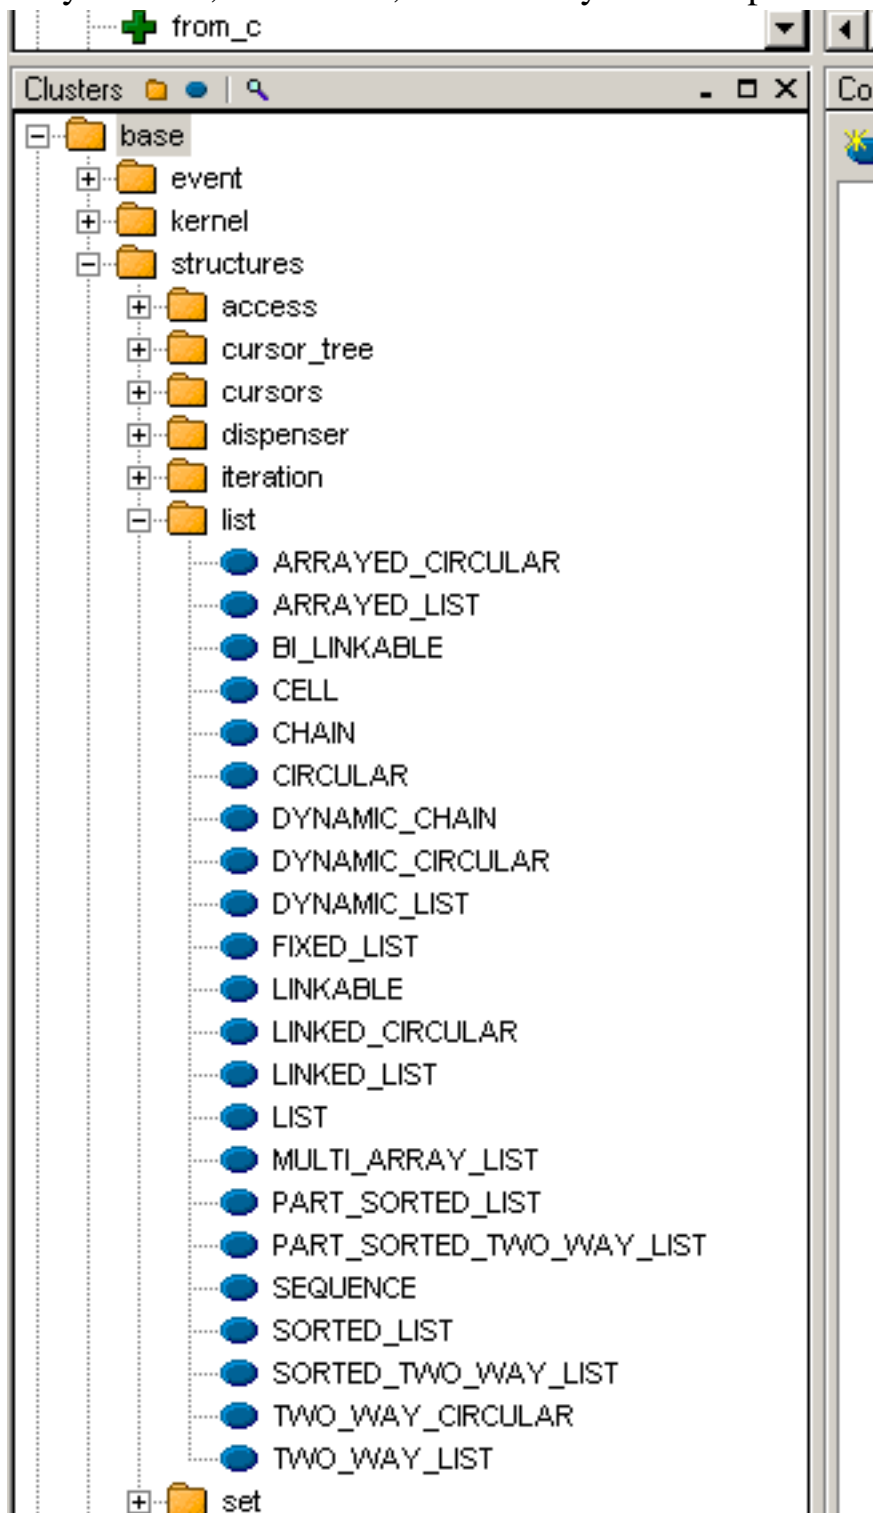 from_c
Clusters
Co
base
event
kernel
structures
access
cursor_tree
cursors
dispenser
iteration
list
ARRAYED_CIRCULAR
ARRAYED_LIST
BI_LINKABLE
CELL
CHAIN
CIRCULAR
DYNAMIC_CHAIN
DYNAMIC_CIRCULAR
DYNAMIC_LIST
FIXED_LIST
LINKABLE
LINKED_CIRCULAR
LINKED_LIST
LIST
MULTI_ARRAY_LIST
PART_SORTED_LIST
PART_SORTED_TWO_WAY_LIST
SEQUENCE
SORTED_LIST
SORTED_TWO_WAY_LIST
TWO_WAY_CIRCULAR
TWO_WAY_LIST
set